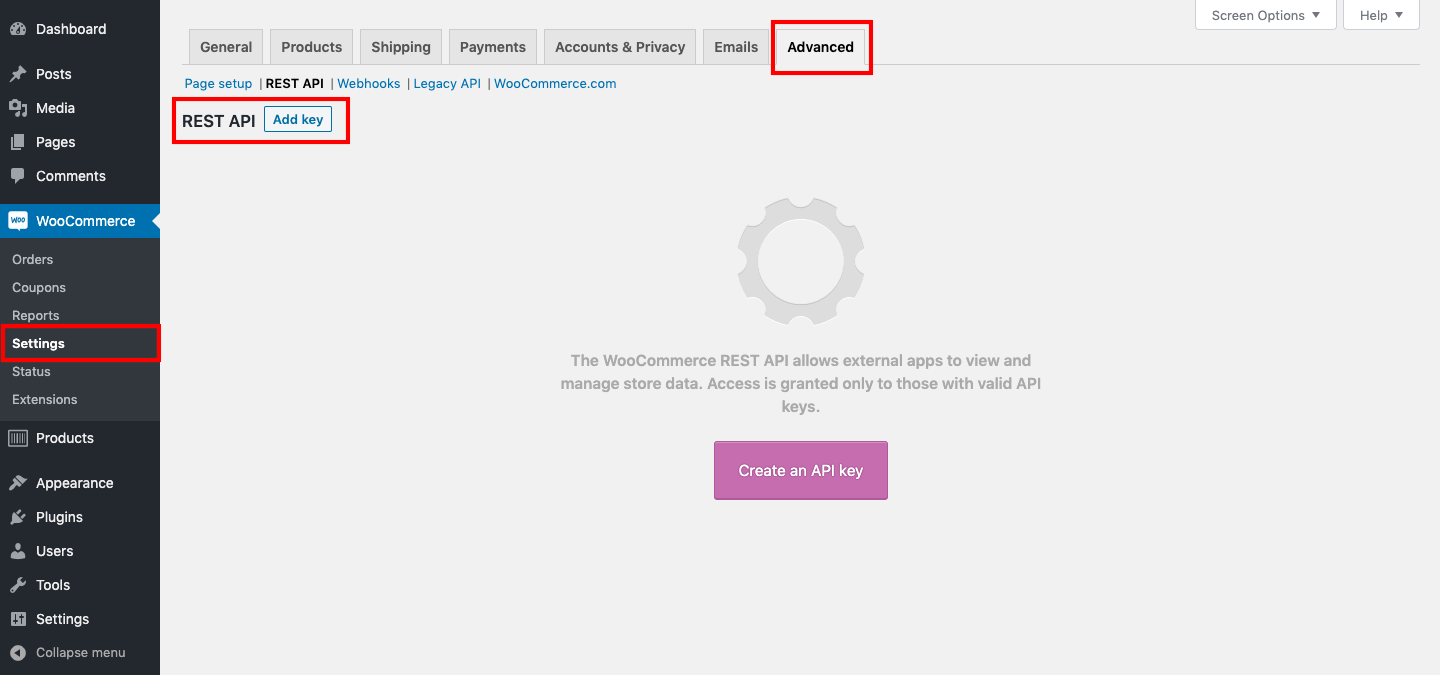 Dashboard
Posts
Media
Pages
Comments
Woo WooCommerce
Orders
Coupons
Reports
Settings
Status
Extensions
Products
Appearance
Plugins
Users
Tools
Settings
Collapse menu
Screen Options ▼ Help ▼
General Products Shipping Payments Accounts & Privacy Emails Advanced
Page setup | REST API | Webhooks | Legacy API | WooCommerce.com
REST API Add key
The WooCommerce REST API allows external apps to view and
manage store data. Access is granted only to those with valid API
keys.
Create an API key